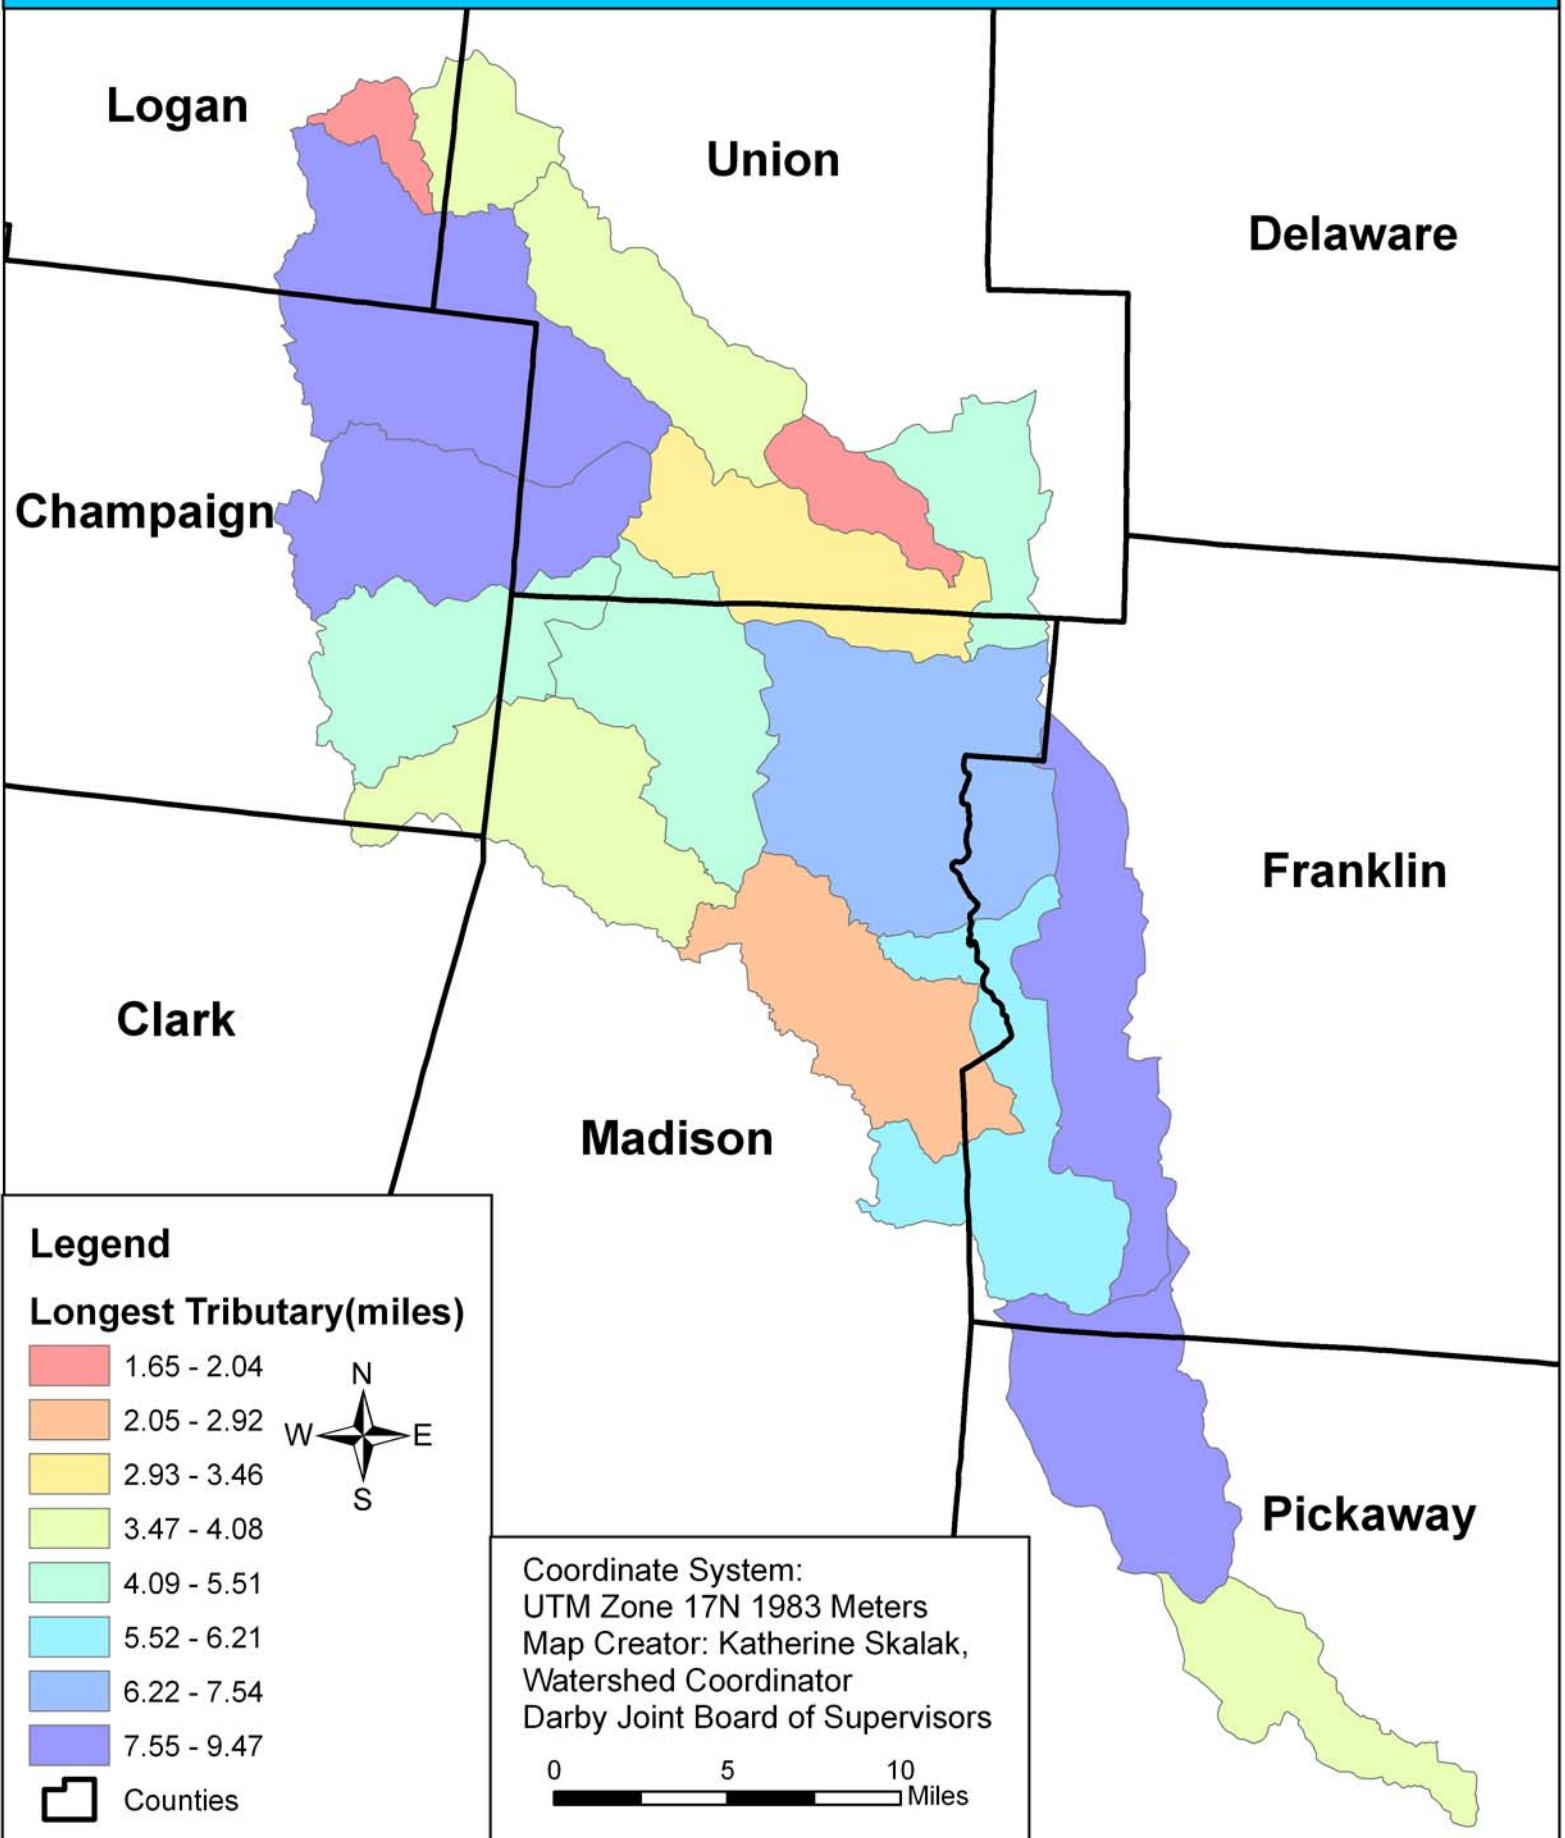 Logan
Union
Delaware
Champaign
Franklin
Clark
Madison
Pickaway
Legend
Longest Tributary(miles)
1.65 - 2.04
2.05 - 2.92
2.93 - 3.46
3.47 - 4.08
4.09 - 5.51
5.52 - 6.21
6.22 - 7.54
7.55 - 9.47
Counties
N
W E
S
Coordinate System:
UTM Zone 17N 1983 Meters
Map Creator: Katherine Skalak,
Watershed Coordinator
Darby Joint Board of Supervisors
0 5 10
Miles